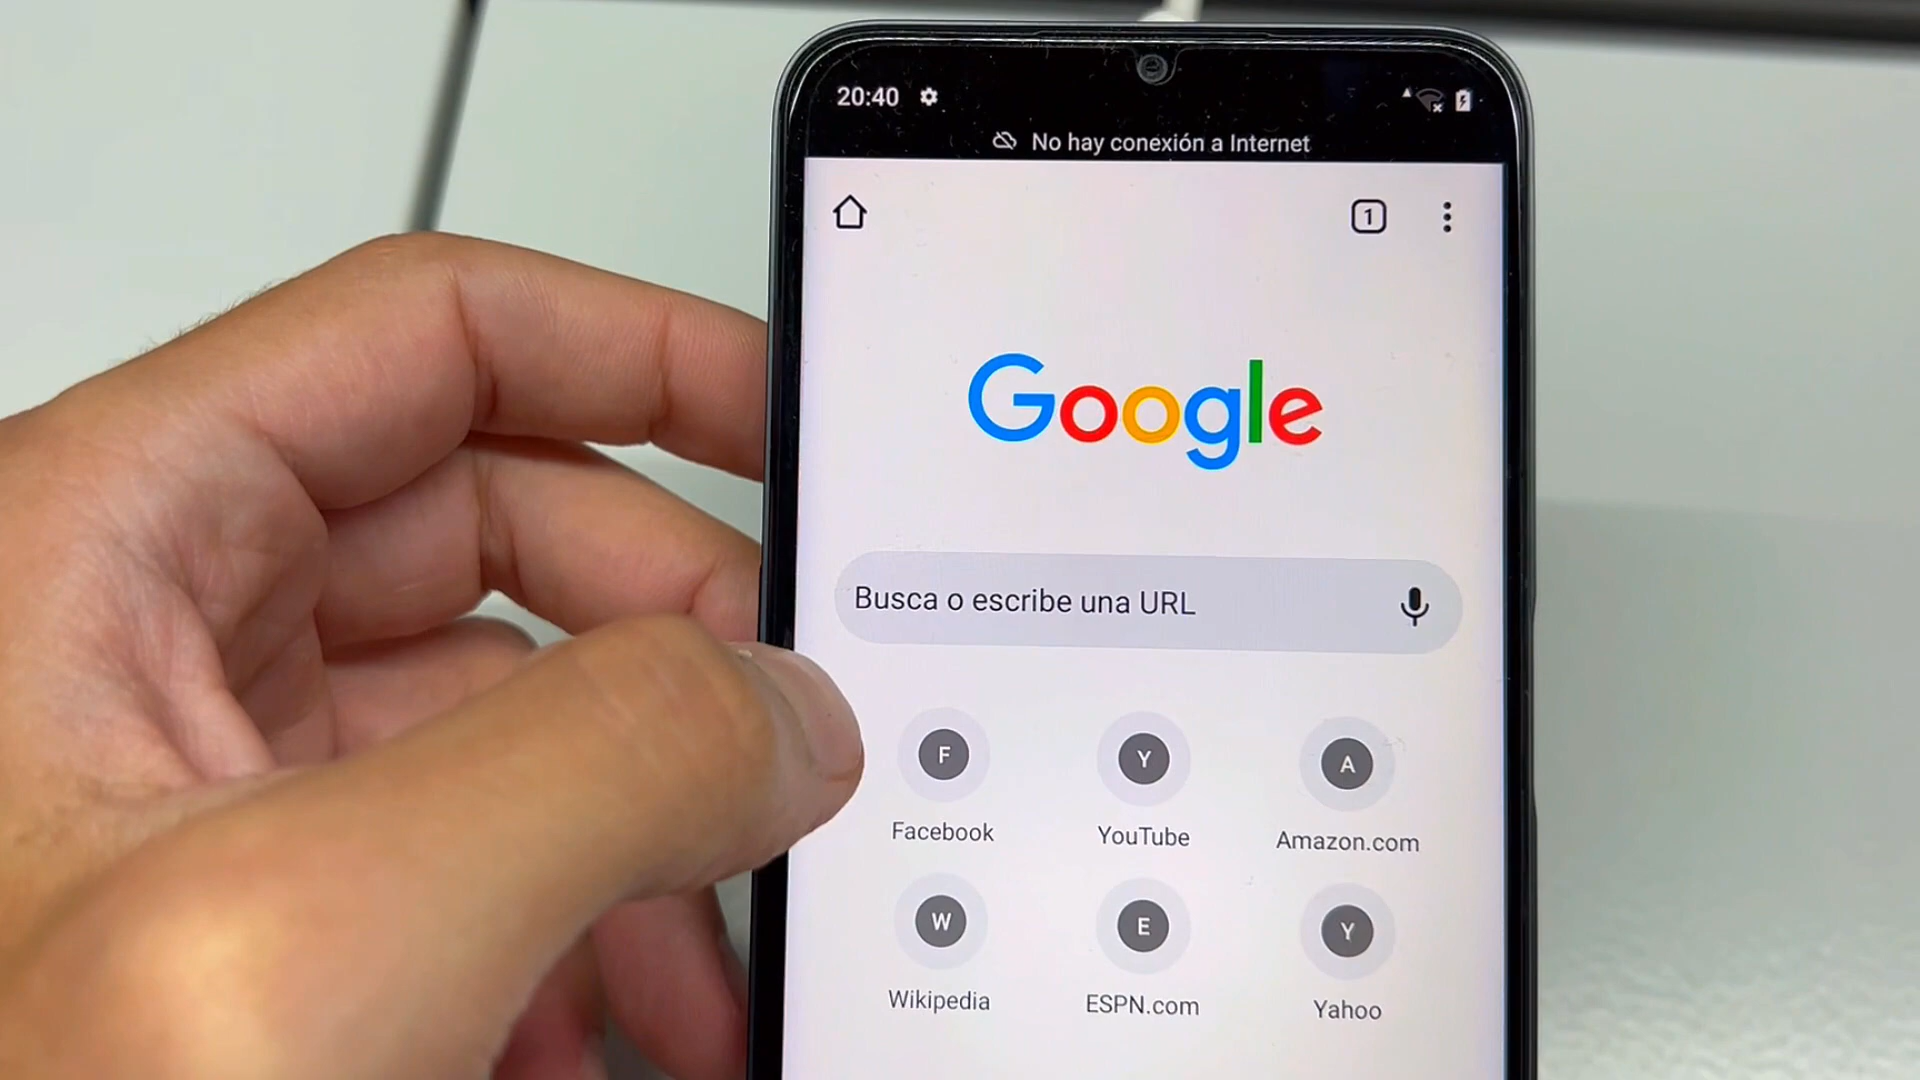 20:40
No hay conexión a Internet
1
Google
Busca o escribe una URL
F Y A
Facebook YouTube Amazon.com
W E Y
Wikipedia ESPN.com Yahoo